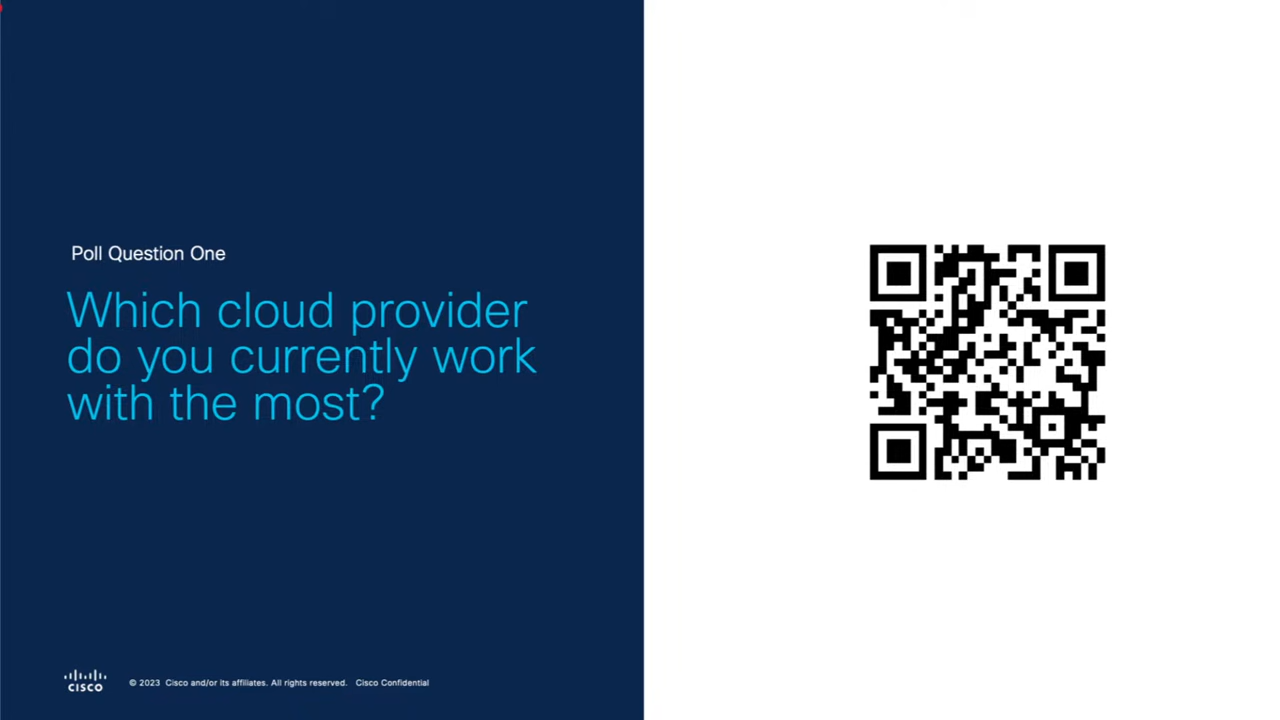 Poll Question One
Which cloud provider
do you currently work
with the most?
CISCO
© 2023 Cisco and/or its affiliates. All rights reserved. Cisco Confidential